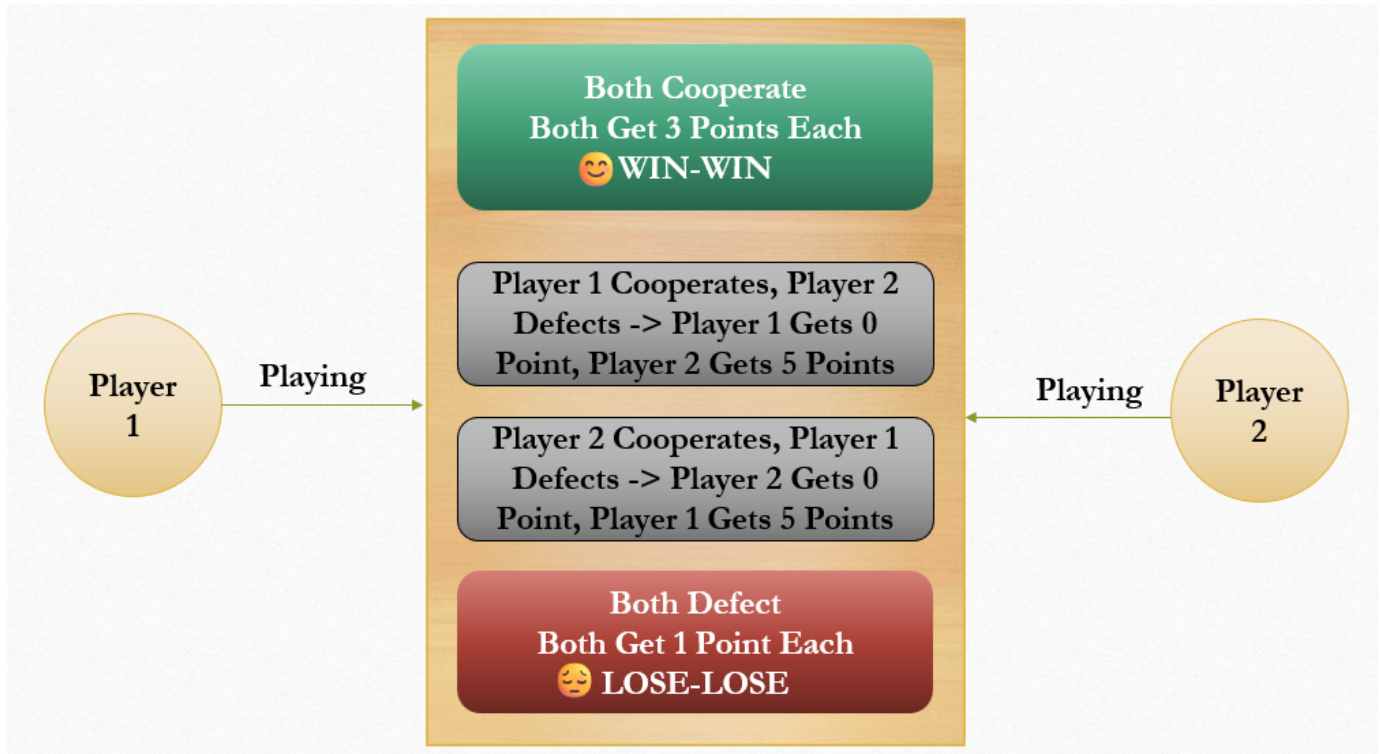 Both Cooperate
Both Get 3 Points Each
😊 WIN-WIN
Player 1 Cooperates, Player 2
Defects -> Player 1 Gets 0
Point, Player 2 Gets 5 Points
Player
1
Playing
Playing
Player
2
Player 2 Cooperates, Player 1
Defects -> Player 2 Gets 0
Point, Player 1 Gets 5 Points
Both Defect
Both Get 1 Point Each
😔 LOSE-LOSE